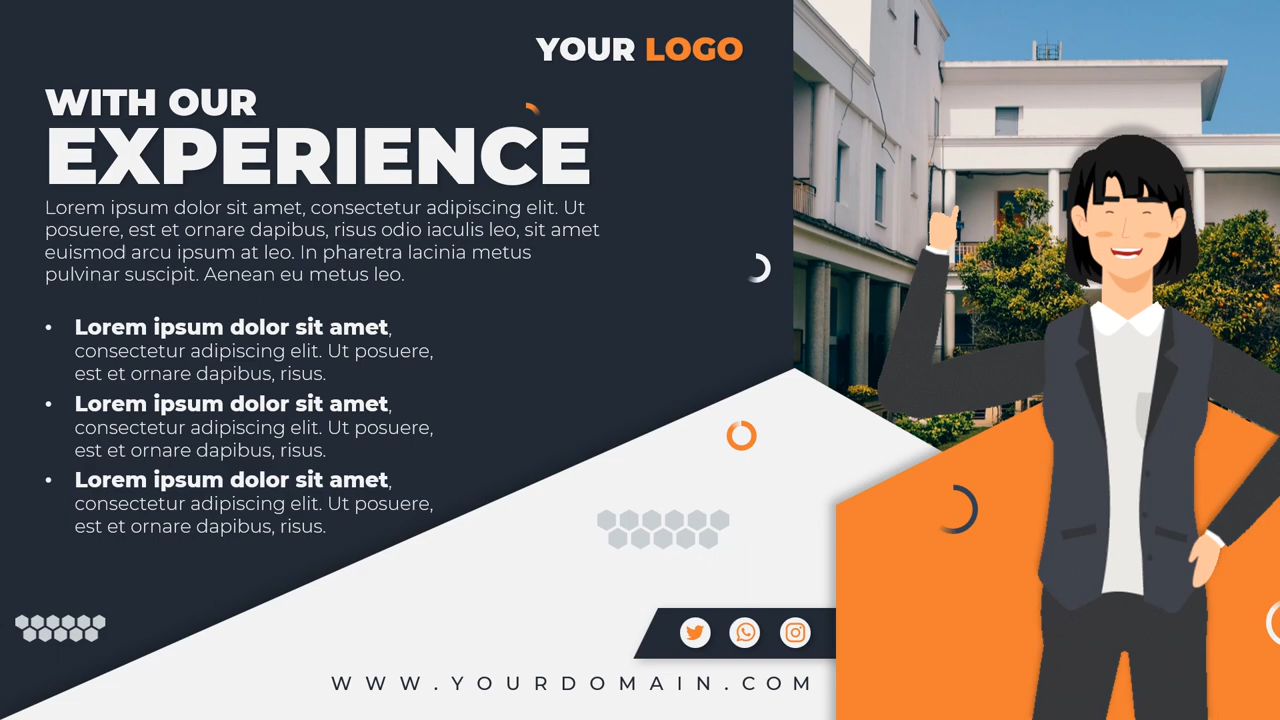 YOUR LOGO
WITH OUR
EXPERIENCE
Lorem ipsum dolor sit amet, consectetur adipiscing elit. Ut
posuere, est et ornare dapibus, risus odio iaculis leo, sit amet
euismod arcu ipsum at leo. In pharetra lacinia metus
pulvinar suscipit. Aenean eu metus leo.
• Lorem ipsum dolor sit amet,
consectetur adipiscing elit. Ut posuere,
est et ornare dapibus, risus.
• Lorem ipsum dolor sit amet,
consectetur adipiscing elit. Ut posuere,
est et ornare dapibus, risus.
• Lorem ipsum dolor sit amet,
consectetur adipiscing elit. Ut posuere,
est et ornare dapibus, risus.
WWW.YOURDOMAIN.COM